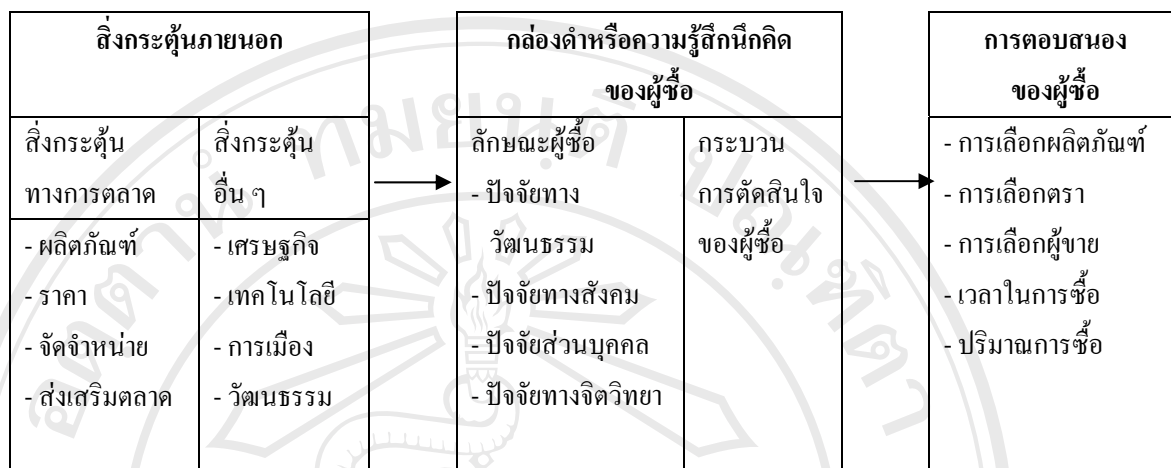 สิ่งกระตุ้นภายนอก
สิ่งกระตุ้น
ทางการตลาด
- ผลิตภัณฑ์
- ราคา
- จัดจำหน่าย
- ส่งเสริมตลาด
สิ่งกระตุ้น
อื่น ๆ
- เศรษฐกิจ
- เทคโนโลยี
- การเมือง
- วัฒนธรรม
กล่องดำหรือความรู้สึกนึกคิด
ของผู้ซื้อ
ลักษณะผู้ซื้อ
- ปัจจัยทาง
วัฒนธรรม
- ปัจจัยทางสังคม
- ปัจจัยส่วนบุคคล
- ปัจจัยทางจิตวิทยา
กระบวน
การตัดสินใจ
ของผู้ซื้อ
การตอบสนอง
ของผู้ซื้อ
- การเลือกผลิตภัณฑ์
- การเลือกตรา
- การเลือกผู้ขาย
- เวลาในการซื้อ
- ปริมาณการซื้อ